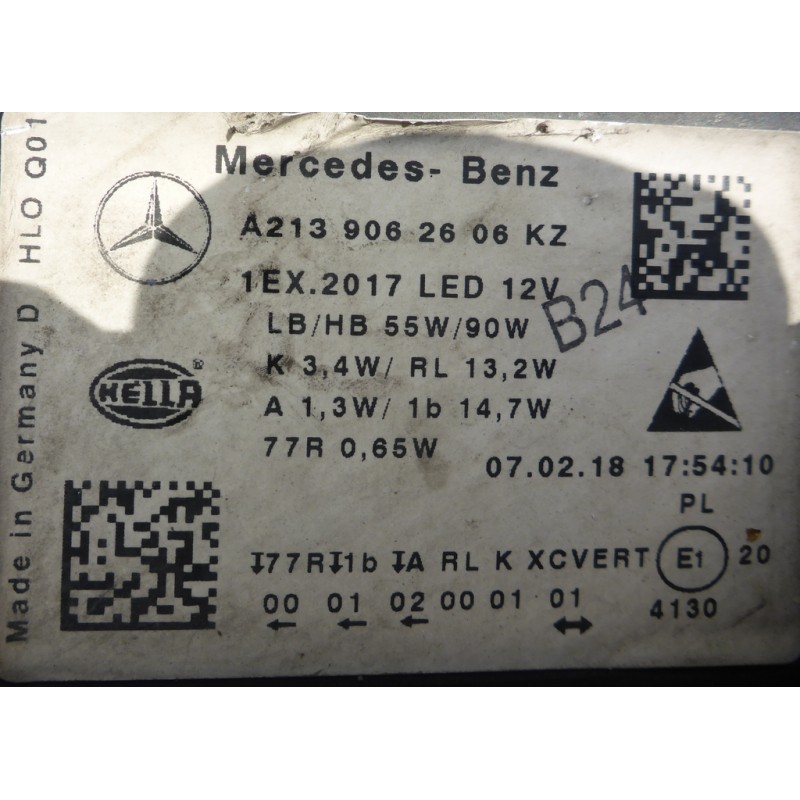 Mercedes- Benz
A213 906 26 06 KZ
1EX.2017 LED 12V
B24
LB/HB 55W/90W
K 3,4W/ RL 13,2W
A 1,3W/ 1b 14,7W
77R 0,65W
HELLA®
07.02.18 17:54:10
PL
↧77R↧1b ↧A RL K XCVERT E1 20
00 01 02 00 01 01 4130
← ← ← ↔
Made in Germany D HLO Q01